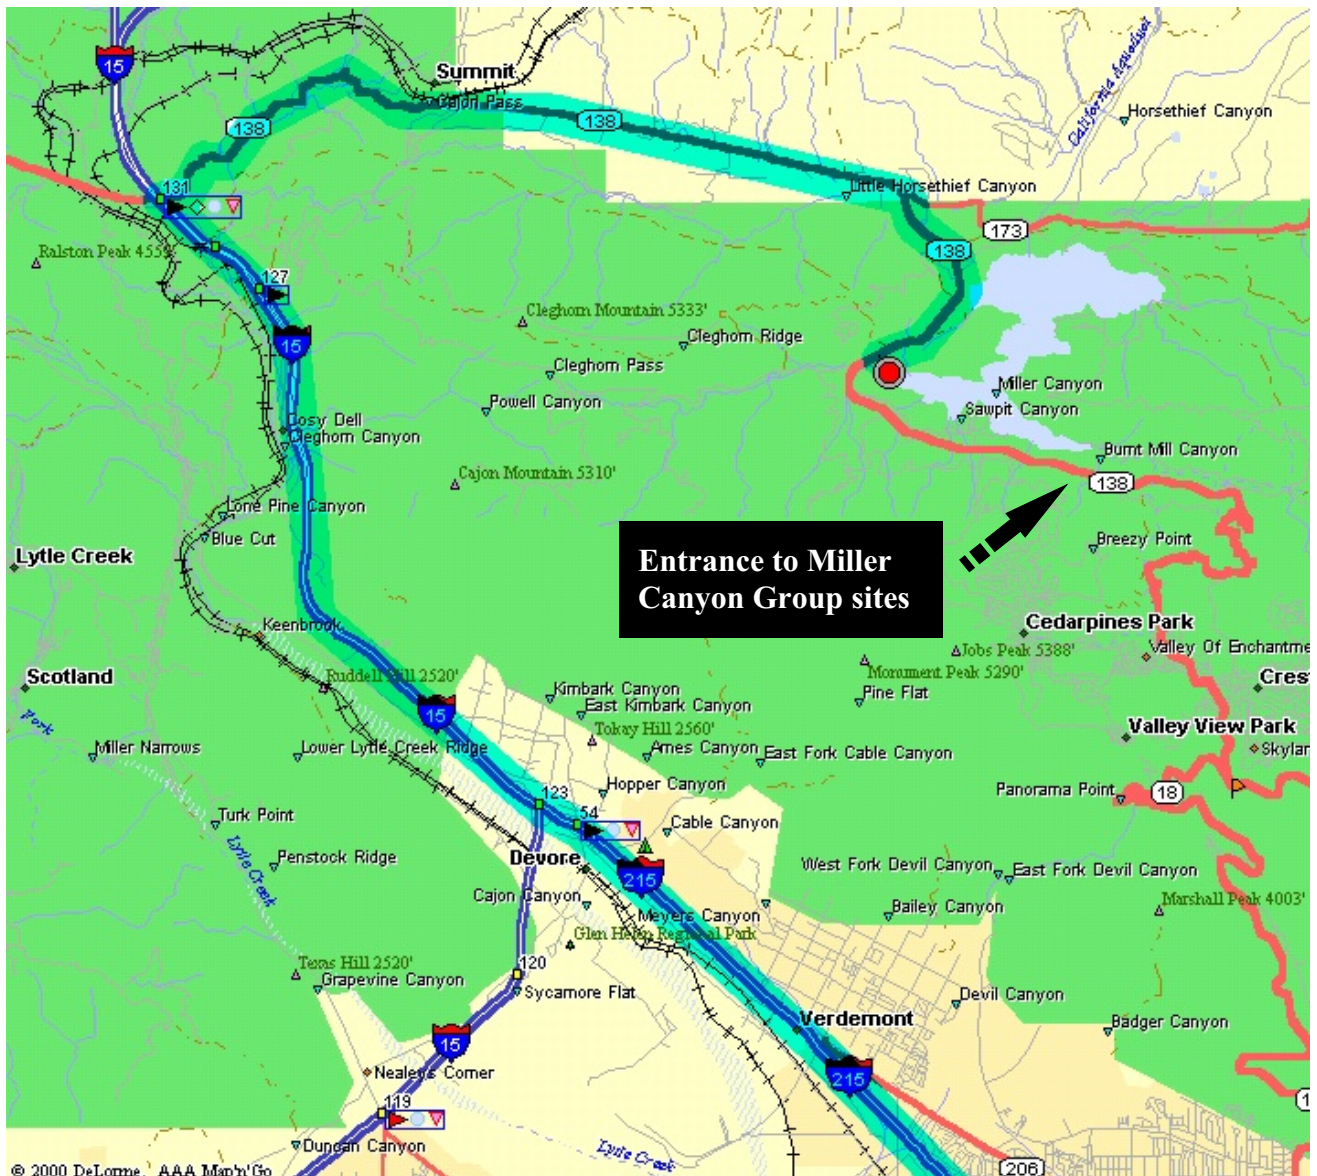 15
Summit
Cajon Pass
138
138
California Aqueduct
Horsethief Canyon
131
Little Horsethief Canyon
173
138
Ralston Peak 4559'
127
Cleghorn Mountain 5333'
Cleghorn Ridge
15
Cleghorn Pass
Miller Canyon
Powell Canyon
Sawpit Canyon
Cosy Dell
Cleghorn Canyon
Burnt Mill Canyon
Cajon Mountain 5310'
138
Lone Pine Canyon
Blue Cut
Breezy Point
Lytle Creek
Entrance to Miller
Canyon Group sites
Keenbrook
Cedarpines Park
Valley Of Enchantme
Jobs Peak 5388'
Monument Peak 5290'
Scotland
Ruddell Hill 2520'
Kimbark Canyon
Pine Flat
Crest
East Kimbark Canyon
Fork
15
Tokay Hill 2560'
Valley View Park
Miller Narrows
Lower Lytle Creek Ridge
Ames Canyon
East Fork Cable Canyon
Skylar
Hopper Canyon
Panorama Point
18
123
54
Turk Point
Cable Canyon
Lytle Creek
Penstock Ridge
Devore
215
West Fork Devil Canyon
East Fork Devil Canyon
Cajon Canyon
Meyers Canyon
Bailey Canyon
Marshall Peak 4003'
Glen Helen Regional Park
Texas Hill 2520'
120
Grapevine Canyon
Sycamore Flat
Devil Canyon
Verdemont
Badger Canyon
15
Nealeys Corner
215
119
1
Duncan Canyon
Lytle Creek
206
© 2000 DeLorme. AAA Map'n'Go